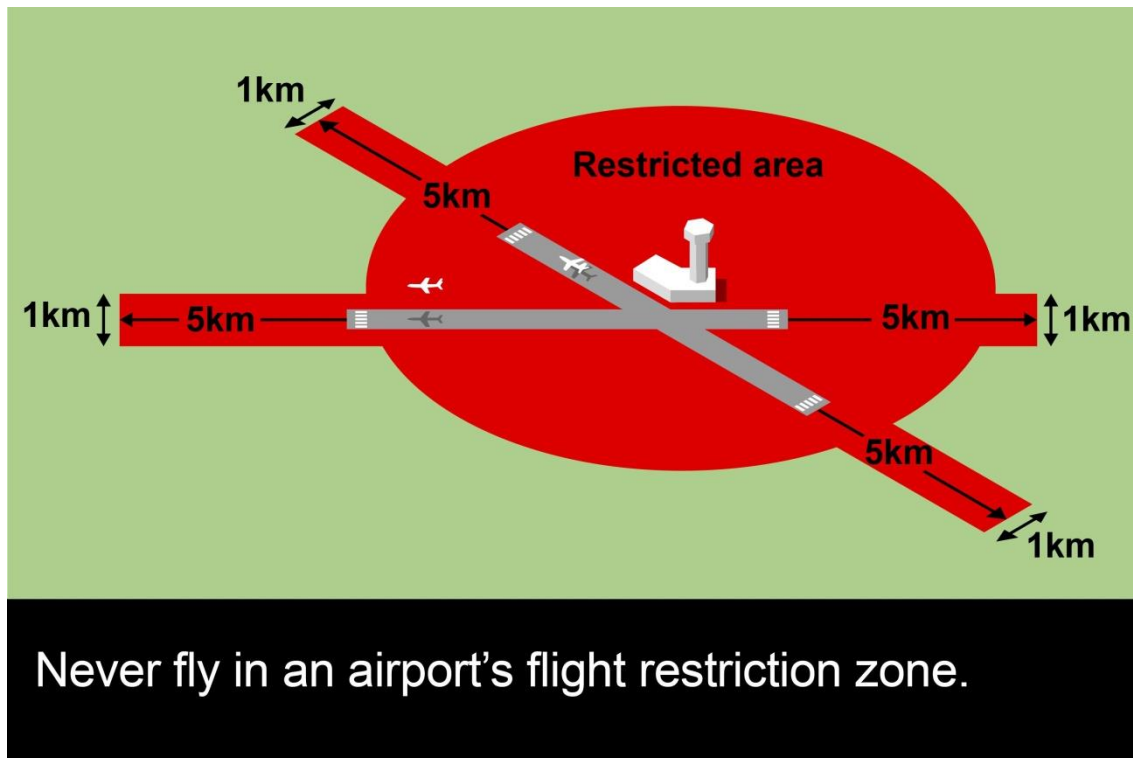 1km
Restricted area
5km
1km
5km
5km
1km
5km
1km
Never fly in an airport’s flight restriction zone.